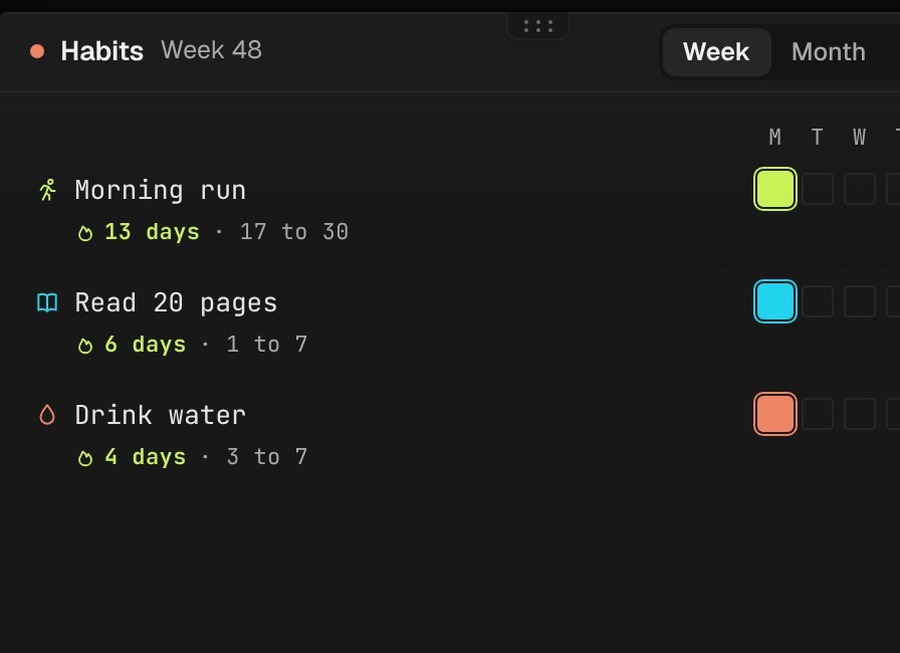 Habits Week 48
Week Month
M T W T
Morning run
13 days · 17 to 30
Read 20 pages
6 days · 1 to 7
Drink water
4 days · 3 to 7